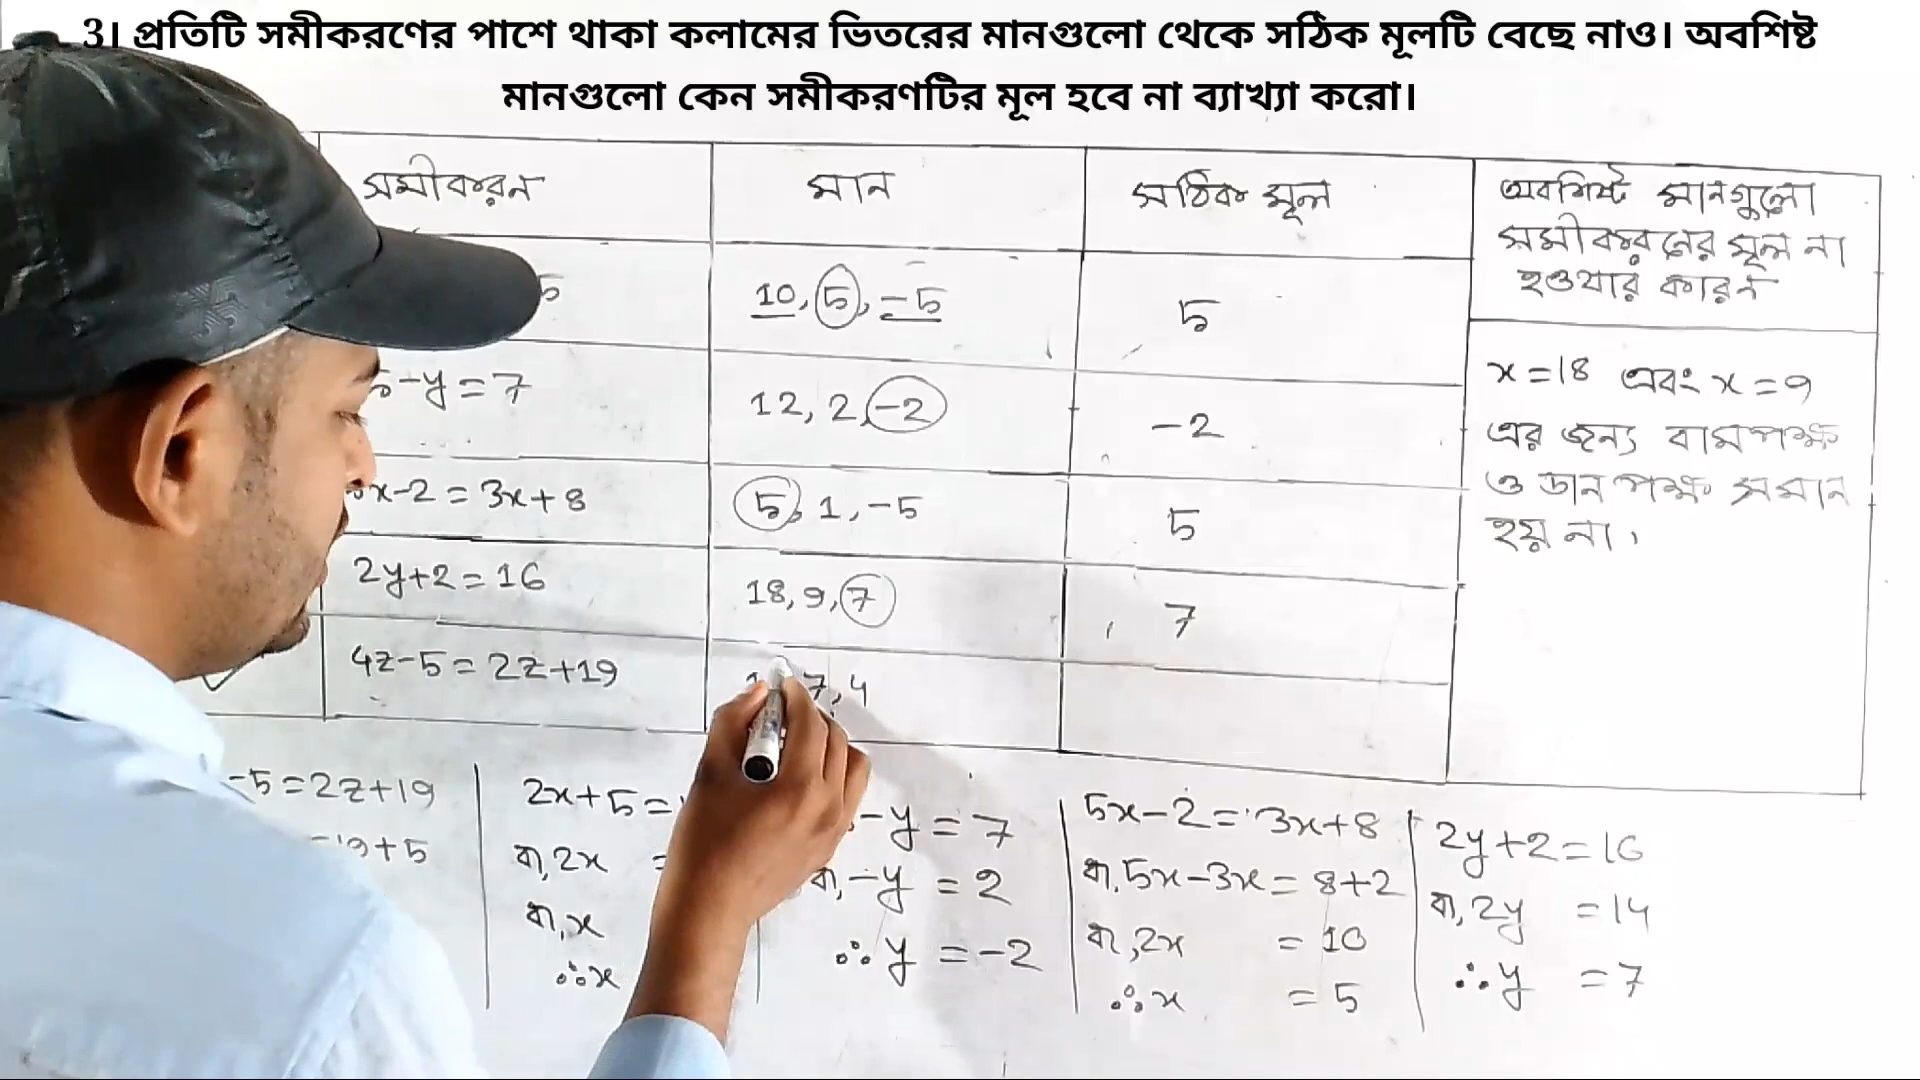 3। প্রতিটি সমীকরণের পাশে থাকা কলামের ভিতরের মানগুলো থেকে সঠিক মূলটি বেছে নাও। অবশিষ্ট
মানগুলো কেন সমীকরণটির মূল হবে না ব্যাখ্যা করো।
সমীকরন
মান
সঠিক মূল
অবশিষ্ট মানগুলো
সমীকরনের মূল না
হওয়ার কারন
5
10, 5, -5
5
5-y=7
12, 2, -2
-2
x-2=3x+8
5, 1, -5
5
2y+2=16
18, 9, 7
7
4z-5=2z+19
7, 4
x=18 এবং x=9
এর জন্য বামপক্ষ
ও ডান পক্ষ সমান
হয় না।
-5=2z+19
+5
2x+5=
বা, 2x =
বা, x
∴x
-y=7
বা, -y=2
∴y=-2
5x-2=3x+8
বা, 5x-3x=8+2
বা, 2x =10
∴x =5
2y+2=16
বা, 2y =14
∴y =7